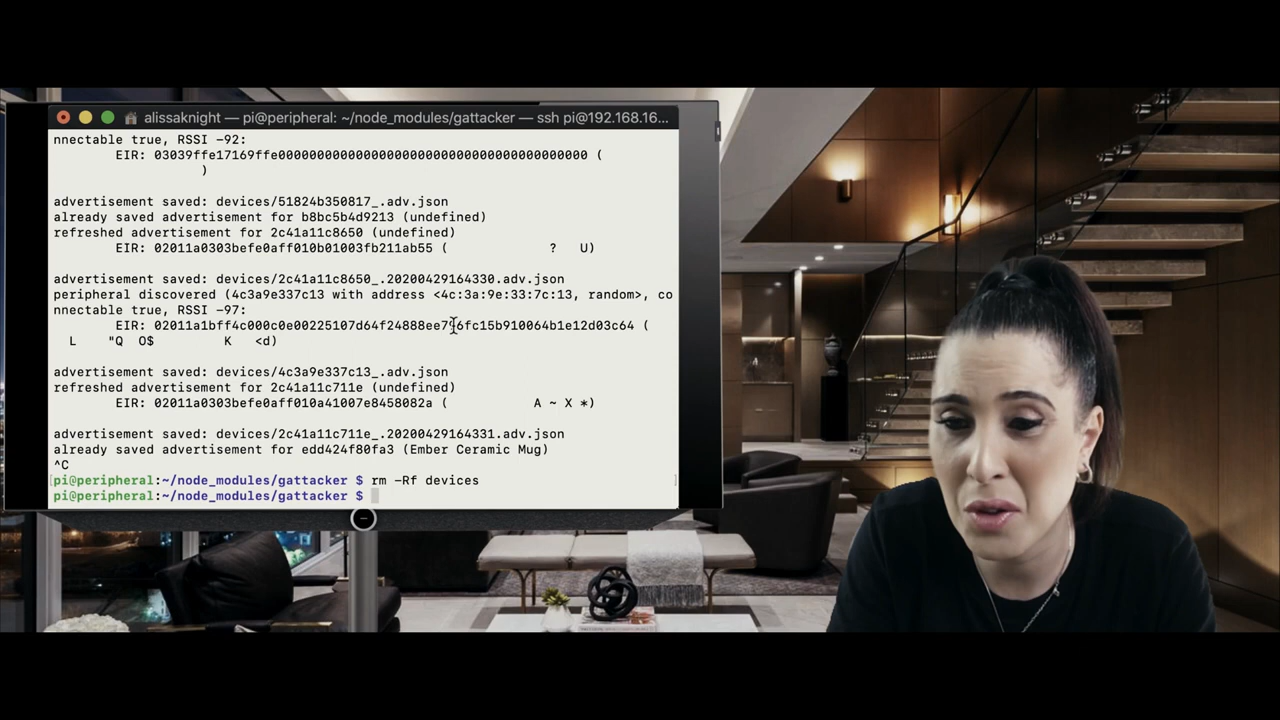 alissaknight — pi@peripheral: ~/node_modules/gattacker — ssh pi@192.168.16...
nnectable true, RSSI -92:
EIR: 03039ffe17169ffe0000000000000000000000000000000000000000 (
)
advertisement saved: devices/51824b350817_.adv.json
already saved advertisement for b8bc5b4d9213 (undefined)
refreshed advertisement for 2c41a11c8650 (undefined)
EIR: 02011a0303befe0aff010b01003fb211ab55 ( ? U)
advertisement saved: devices/2c41a11c8650_.20200429164330.adv.json
peripheral discovered (4c3a9e337c13 with address <4c:3a:9e:33:7c:13, random>, co
nnectable true, RSSI -97:
EIR: 02011a1bff4c000c0e00225107d64f24888ee796fc15b910064b1e12d03c64 (
L "Q O$ K <d)
advertisement saved: devices/4c3a9e337c13_.adv.json
refreshed advertisement for 2c41a11c711e (undefined)
EIR: 02011a0303befe0aff010a41007e8458082a ( A ~ X *)
advertisement saved: devices/2c41a11c711e_.20200429164331.adv.json
already saved advertisement for edd424f80fa3 (Ember Ceramic Mug)
^C
[pi@peripheral:~/node_modules/gattacker $ rm -Rf devices ]
pi@peripheral:~/node_modules/gattacker $